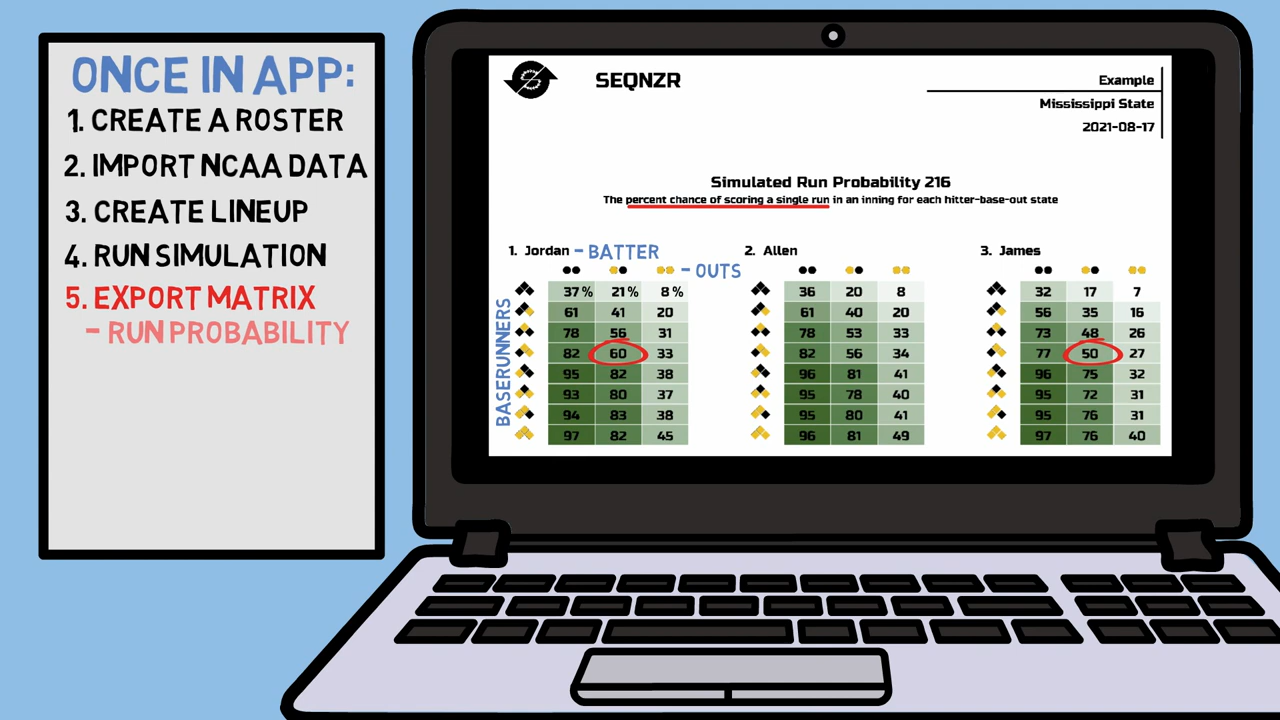 ONCE IN APP:
1. CREATE A ROSTER
2. IMPORT NCAA DATA
3. CREATE LINEUP
4. RUN SIMULATION
5. EXPORT MATRIX
- RUN PROBABILITY
SEQNZR
Example
Mississippi State
2021-08-17
Simulated Run Probability 216
The percent chance of scoring a single run in an inning for each hitter-base-out state
1. Jordan - BATTER
- OUTS
BASERUNNERS
37% 21% 8%
61 41 20
78 56 31
82 60 33
95 82 38
93 80 37
94 83 38
97 82 45
2. Allen
36 20 8
61 40 20
78 53 33
82 56 34
96 81 41
95 78 40
95 80 41
96 81 49
3. James
32 17 7
56 35 16
73 48 26
77 50 27
96 75 32
95 72 31
95 76 31
97 76 40